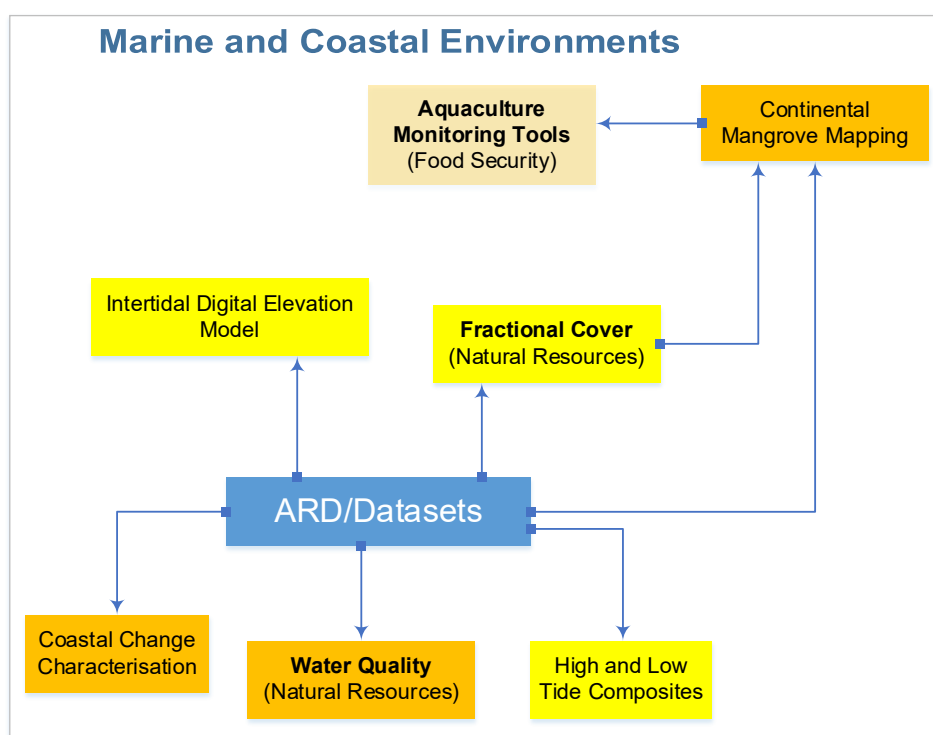 Marine and Coastal Environments
Aquaculture
Monitoring Tools
(Food Security)
Continental
Mangrove Mapping
Intertidal Digital Elevation
Model
Fractional Cover
(Natural Resources)
ARD/Datasets
Coastal Change
Characterisation
Water Quality
(Natural Resources)
High and Low
Tide Composites